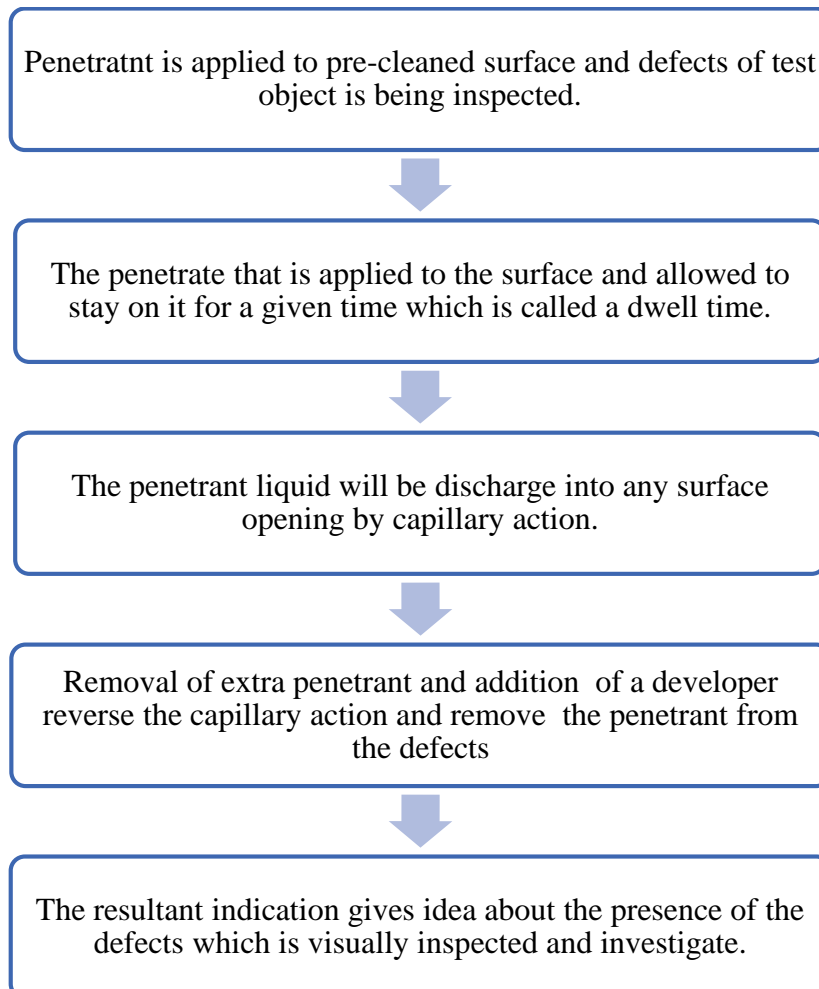 Penetratnt is applied to pre-cleaned surface and defects of test
object is being inspected.
The penetrate that is applied to the surface and allowed to
stay on it for a given time which is called a dwell time.
The penetrant liquid will be discharge into any surface
opening by capillary action.
Removal of extra penetrant and addition of a developer
reverse the capillary action and remove the penetrant from
the defects
The resultant indication gives idea about the presence of the
defects which is visually inspected and investigate.